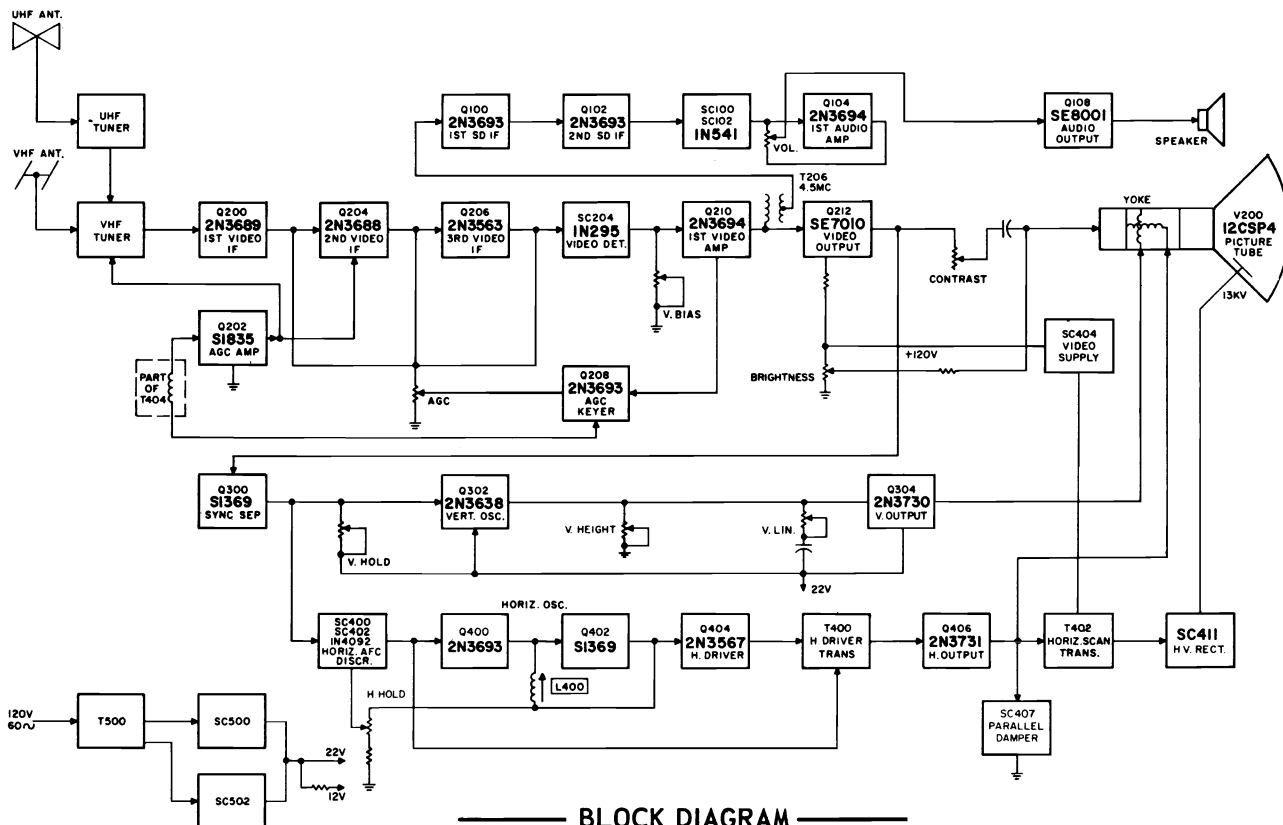 UHF ANT.
UHF
TUNER
VHF ANT.
VHF
TUNER
Q100
2N3693
1ST SD IF
Q102
2N3693
2ND SD IF
SC100
SC102
1N541
VOL.
Q104
2N3694
1ST AUDIO
AMP
Q108
SE8001
AUDIO
OUTPUT
SPEAKER
T206
4.5MC
Q200
2N3689
1ST VIDEO
IF
Q204
2N3688
2ND VIDEO
IF
Q206
2N3563
3RD VIDEO
IF
SC204
1N295
VIDEO DET.
V. BIAS
Q210
2N3694
1ST VIDEO
AMP
Q212
SE7010
VIDEO
OUTPUT
CONTRAST
YOKE
V200
12CSP4
PICTURE
TUBE
13KV
Q202
S1835
AGC AMP
PART
OF
T404
AGC
Q208
2N3693
AGC
KEYER
+120V
BRIGHTNESS
SC404
VIDEO
SUPPLY
Q300
S1369
SYNC SEP
V. HOLD
Q302
2N3638
VERT. OSC.
V. HEIGHT
V. LIN.
22V
Q304
2N3730
V. OUTPUT
HORIZ. OSC.
SC400
SC402
IN4092
HORIZ. AFC
DISCR.
H HOLD
Q400
2N3693
L400
Q402
S1369
Q404
2N3567
H. DRIVER
T400
H DRIVER
TRANS
Q406
2N3731
H. OUTPUT
T402
HORIZ. SCAN
TRANS.
SC411
H V. RECT.
SC407
PARALLEL
DAMPER
120V
60~
T500
SC500
SC502
22V
12V
BLOCK DIAGRAM